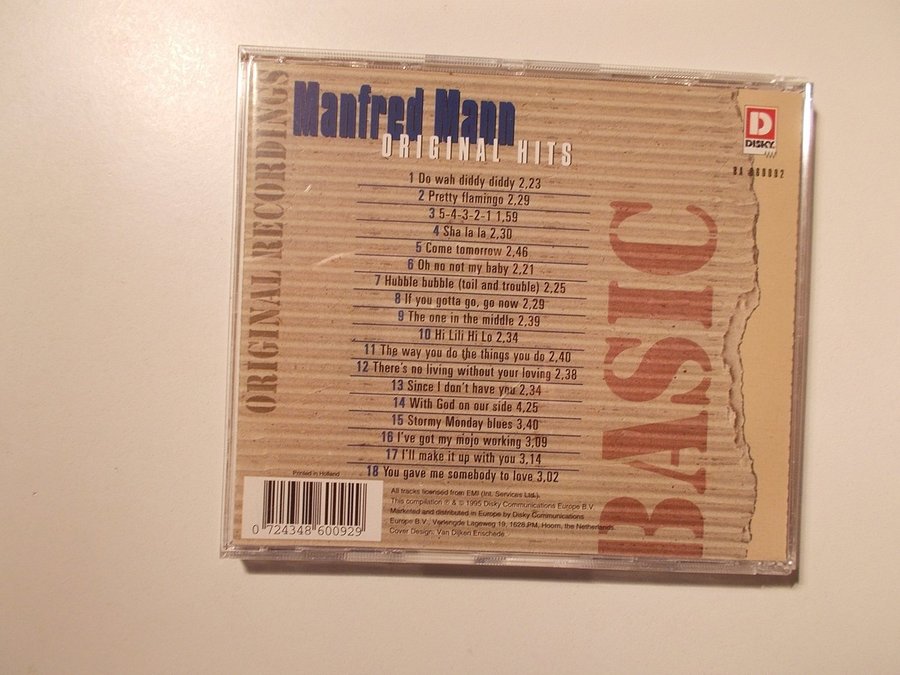 ORIGINAL RECORDINGS
Manfred Mann
ORIGINAL HITS
1 Do wah diddy diddy 2,23
2 Pretty flamingo 2,29
3 5-4-3-2-1 1,59
4 Sha la la 2,30
5 Come tomorrow 2,46
6 Oh no not my baby 2,21
7 Hubble bubble (toil and trouble) 2,25
8 If you gotta go, go now 2,29
9 The one in the middle 2,39
10 Hi Lili Hi Lo 2,34
11 The way you do the things you do 2,40
12 There's no living without your loving 2,38
13 Since I don't have you 2,34
14 With God on our side 4,25
15 Stormy Monday blues 3,40
16 I've got my mojo working 3,09
17 I'll make it up with you 3,14
18 You gave me somebody to love 3,02
BASIC
D
DISKY.
Printed in Holland
0 724348 600929
All tracks licensed from EMI (Int. Services Ltd.).
This compilation ℗ & © 1995 Disky Communications Europe B.V.
Marketed and distributed in Europe by Disky Communications
Europe B.V., Verlengde Lageweg 19, 1628 PM, Hoorn, the Netherlands.
Cover Design: Van Dijken Enschede